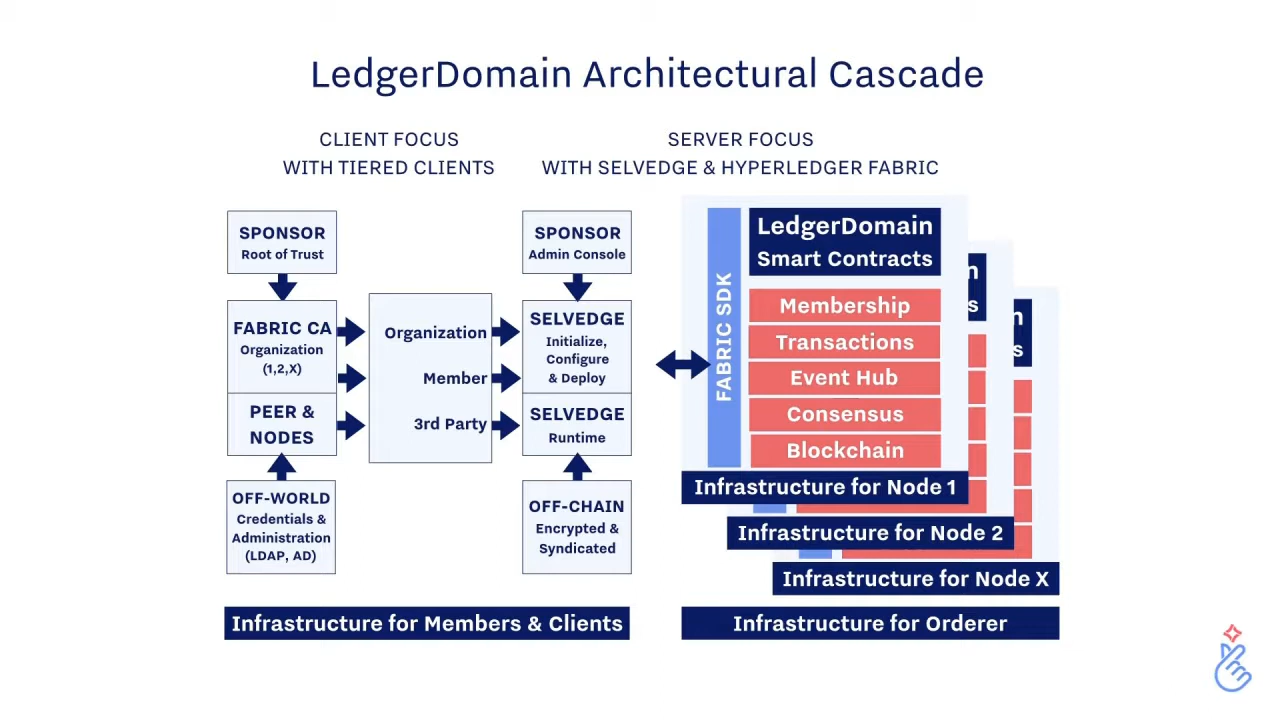 LedgerDomain Architectural Cascade
CLIENT FOCUS
WITH TIERED CLIENTS
SERVER FOCUS
WITH SELVEDGE & HYPERLEDGER FABRIC
SPONSOR
Root of Trust
FABRIC CA
Organization
(1,2,X)
PEER &
NODES
OFF-WORLD
Credentials &
Administration
(LDAP, AD)
Organization
Member
3rd Party
SPONSOR
Admin Console
SELVEDGE
Initialize,
Configure
& Deploy
SELVEDGE
Runtime
OFF-CHAIN
Encrypted &
Syndicated
FABRIC SDK
LedgerDomain
Smart Contracts
Membership
Transactions
Event Hub
Consensus
Blockchain
n
s
n
s
Infrastructure for Node 1
Infrastructure for Node 2
Infrastructure for Node X
Infrastructure for Members & Clients
Infrastructure for Orderer